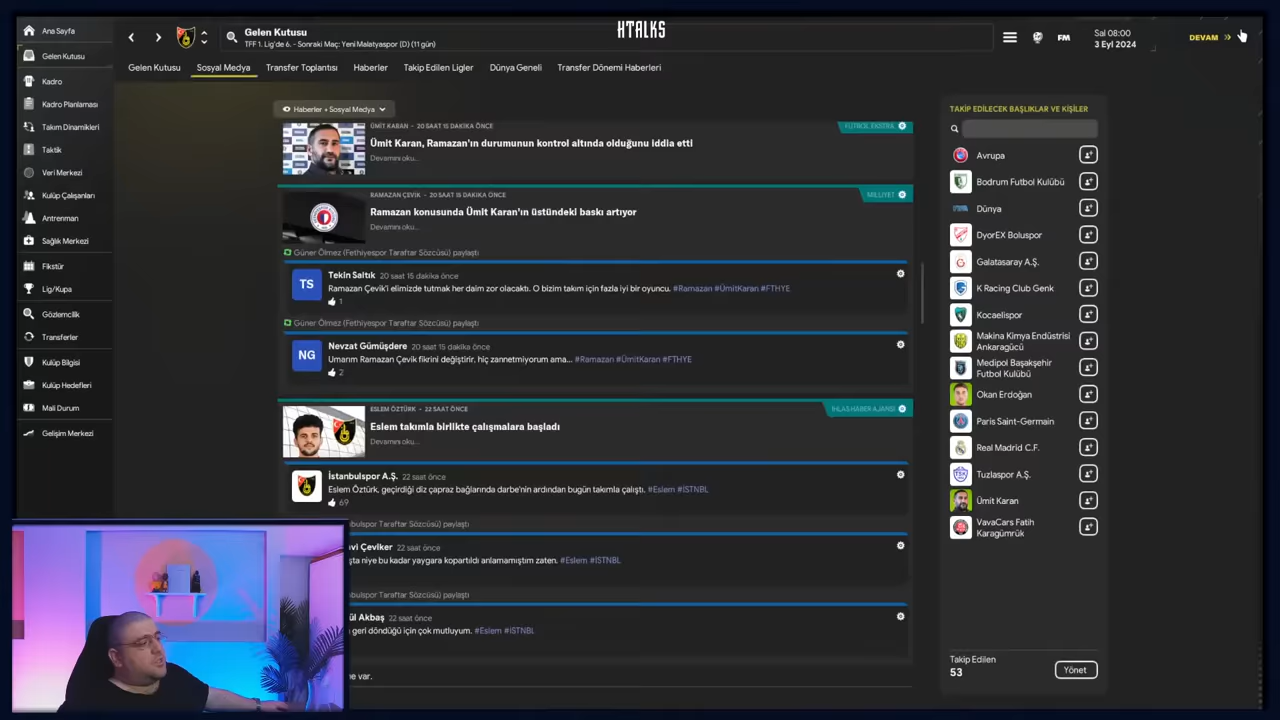 HTALKS
Ana Sayfa
Gelen Kutusu
Kadro
Kadro Planlaması
Takım Dinamikleri
Taktik
Veri Merkezi
Kulüp Çalışanları
Antrenman
Sağlık Merkezi
Fikstür
Lig/Kupa
Gözlemcilik
Transferler
Kulüp Bilgisi
Kulüp Hedefleri
Mali Durum
Gelişim Merkezi
Gelen Kutusu
TFF 1. Lig'de 6. - Sonraki Maç: Yeni Malatyaspor (D) (11 gün)
FM
Sal 08:00
3 Eyl 2024
DEVAM
Gelen Kutusu Sosyal Medya Transfer Toplantısı Haberler Takip Edilen Ligler Dünya Geneli Transfer Dönemi Haberleri
Haberler + Sosyal Medya
ÜMİT KARAN - 20 SAAT 15 DAKİKA ÖNCE
FUTBOL EKSTRA
Ümit Karan, Ramazan'ın durumunun kontrol altında olduğunu iddia etti
Devamını oku...
RAMAZAN ÇEVİK - 20 SAAT 15 DAKİKA ÖNCE
MİLLİYET
Ramazan konusunda Ümit Karan'ın üstündeki baskı artıyor
Devamını oku...
Güner Ölmez (Fethiyespor Taraftar Sözcüsü) paylaştı
TS
Tekin Saltık 20 saat 15 dakika önce
Ramazan Çevik'i elimizde tutmak her daim zor olacaktı. O bizim takım için fazla iyi bir oyuncu. #Ramazan #ÜmitKaran #FTHYE
1
Güner Ölmez (Fethiyespor Taraftar Sözcüsü) paylaştı
NG
Nevzat Gümüşdere 20 saat 15 dakika önce
Umarım Ramazan Çevik fikrini değiştirir, hiç zannetmiyorum ama... #Ramazan #ÜmitKaran #FTHYE
2
ESLEM ÖZTÜRK - 22 SAAT ÖNCE
İHLAS HABER AJANSI
Eslem takımla birlikte çalışmalara başladı
Devamını oku...
İstanbulspor A.Ş. 22 saat önce
Eslem Öztürk, geçirdiği diz çapraz bağlarında darbe'nin ardından bugün takımla çalıştı. #Eslem #İSTNBL
69
bulspor Taraftar Sözcüsü) paylaştı
avi Çeviker 22 saat önce
şta niye bu kadar yaygara kopartıldı anlamamıştım zaten. #Eslem #İSTNBL
bulspor Taraftar Sözcüsü) paylaştı
ül Akbaş 22 saat önce
geri döndüğü için çok mutluyum. #Eslem #İSTNBL
e var.
TAKİP EDİLECEK BAŞLIKLAR VE KİŞİLER
Avrupa
Bodrum Futbol Kulübü
Dünya
DyorEX Boluspor
Galatasaray A.Ş.
K Racing Club Genk
Kocaelispor
Makina Kimya Endüstrisi
Ankaragücü
Medipol Başakşehir
Futbol Kulübü
Okan Erdoğan
Paris Saint-Germain
Real Madrid C.F.
Tuzlaspor A.Ş.
Ümit Karan
VavaCars Fatih
Karagümrük
Takip Edilen
53
Yönet